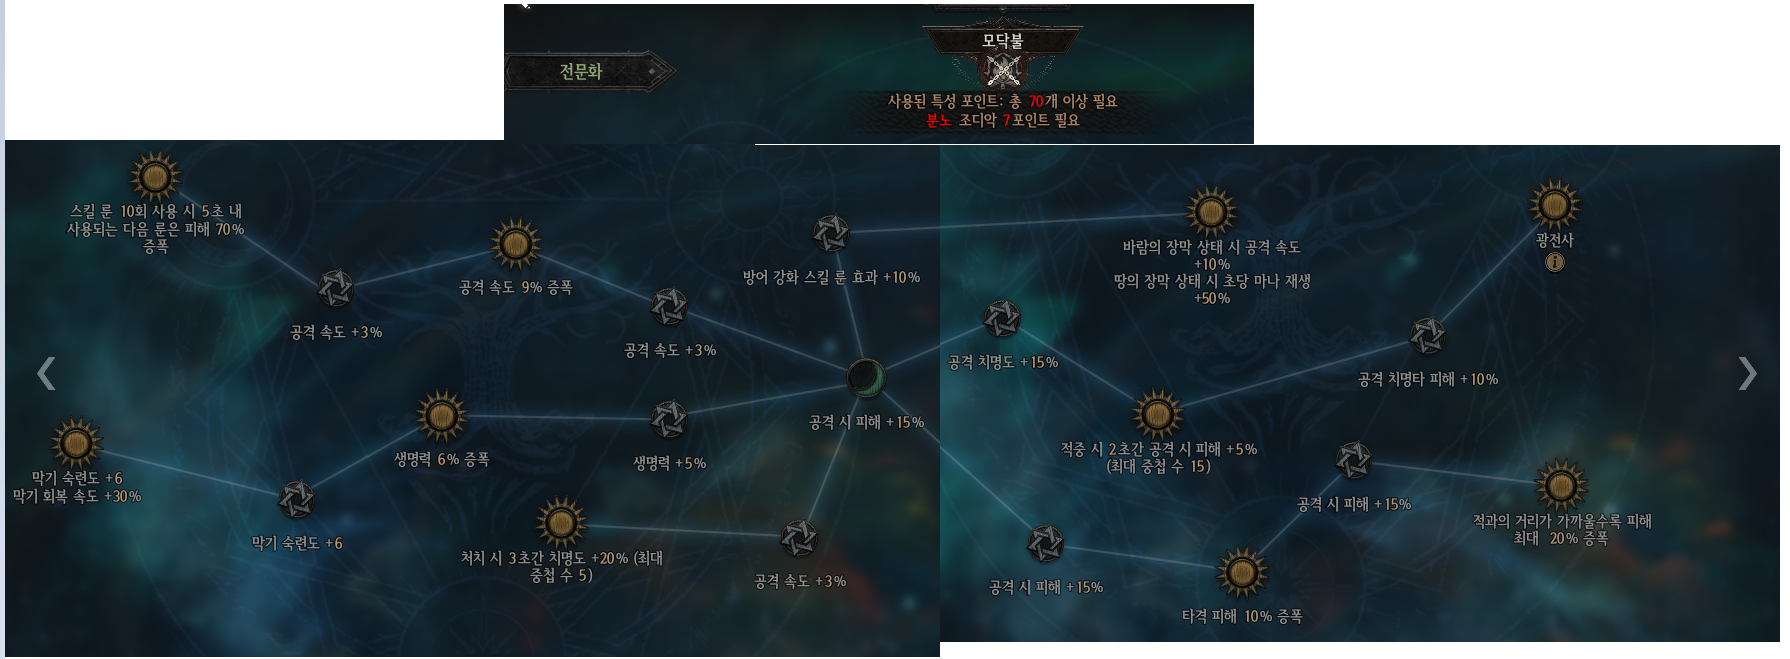 모닥불
전문화
사용된 특성 포인트: 총 70개 이상 필요
분노 조디악 7포인트 필요
스킬 룬 10회 사용 시 5초 내
사용되는 다음 룬은 피해 70%
증폭
공격 속도 +3%
공격 속도 9% 증폭
공격 속도 +3%
방어 강화 스킬 룬 효과 +10%
공격 시 피해 +15%
생명력 6% 증폭
생명력 +5%
막기 숙련도 +6
막기 회복 속도 +30%
막기 숙련도 +6
처치 시 3초간 치명도 +20% (최대
중첩 수 5)
공격 속도 +3%
바람의 장막 상태 시 공격 속도
+10%
땅의 장막 상태 시 초당 마나 재생
+50%
광전사
공격 치명도 +15%
공격 치명타 피해 +10%
적중 시 2초간 공격 시 피해 +5%
(최대 중첩 수 15)
공격 시 피해 +15%
적과의 거리가 가까울수록 피해
최대 20% 증폭
공격 시 피해 +15%
타격 피해 10% 증폭